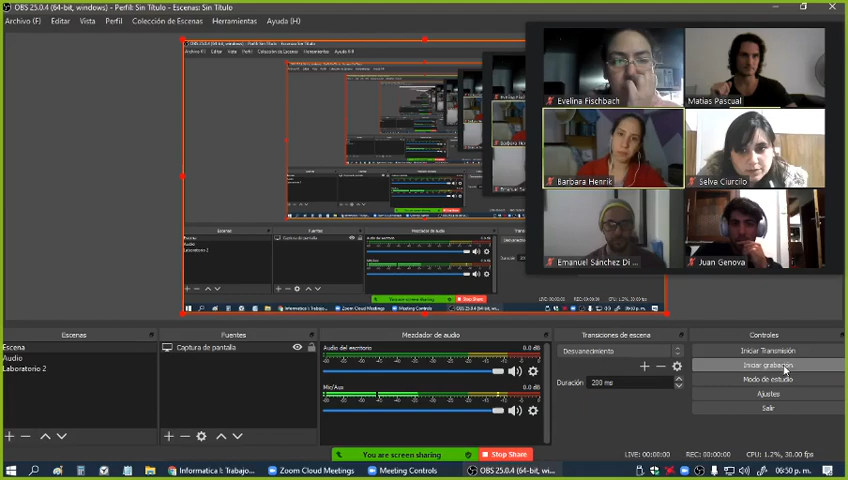 OBS 25.0.4 (64-bit, windows) - Perfil: Sin Título - Escenas: Sin Título
Archivo (F) Editar Vista Perfil Colección de Escenas Herramientas Ayuda (H)
Evelina Fischbach
Matias Pascual
Barbara Henrik
Selva Ciurcilo
Emanuel Sánchez Di ...
Juan Genova
Escenas
Fuentes
Mezclador de audio
Transiciones de escena
Controles
Escena
Audio
Laboratorio 2
Captura de pantalla
Audio del escritorio 0.0 dB
Mic/Aux 0.0 dB
Desvanecimiento
Duración 200 ms
Iniciar Transmisión
Iniciar grabación
Modo de estudio
Ajustes
Salir
You are screen sharing Stop Share
LIVE: 00:00:00 REC: 00:00:00 CPU: 1.2%, 30.00 fps
Informatica I: Trabajo... Zoom Cloud Meetings Meeting Controls OBS 25.0.4 (64-bit, wi... 06:50 p. m.